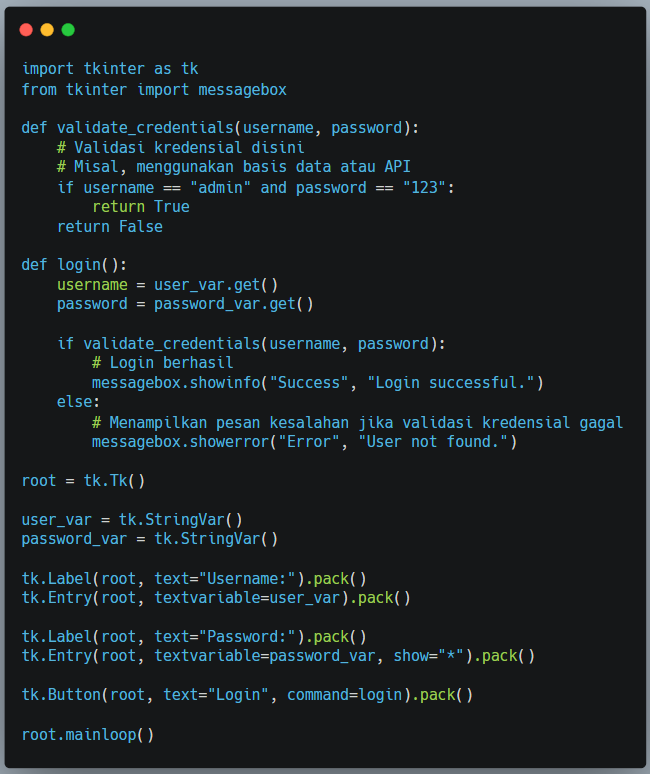 import tkinter as tk
from tkinter import messagebox

def validate_credentials(username, password):
    # Validasi kredensial disini
    # Misal, menggunakan basis data atau API
    if username == "admin" and password == "123":
        return True
    return False

def login():
    username = user_var.get()
    password = password_var.get()

    if validate_credentials(username, password):
        # Login berhasil
        messagebox.showinfo("Success", "Login successful.")
    else:
        # Menampilkan pesan kesalahan jika validasi kredensial gagal
        messagebox.showerror("Error", "User not found.")

root = tk.Tk()

user_var = tk.StringVar()
password_var = tk.StringVar()

tk.Label(root, text="Username:").pack()
tk.Entry(root, textvariable=user_var).pack()

tk.Label(root, text="Password:").pack()
tk.Entry(root, textvariable=password_var, show="*").pack()

tk.Button(root, text="Login", command=login).pack()

root.mainloop()